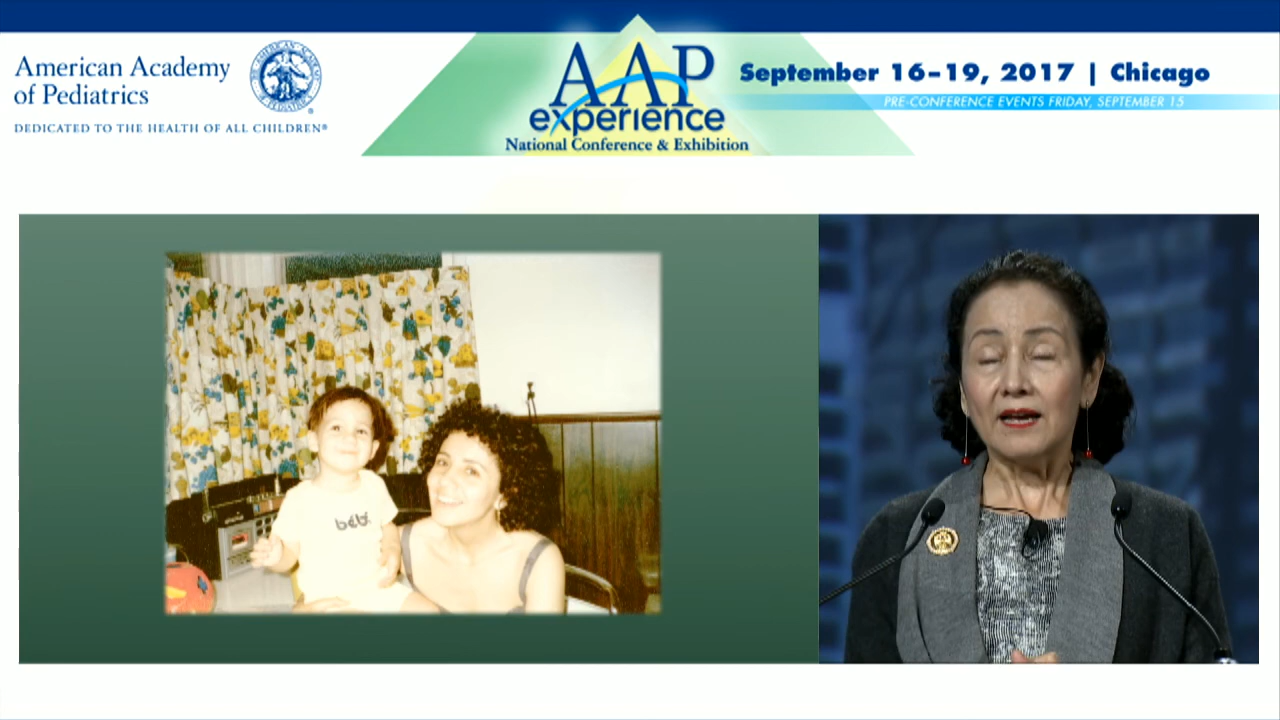 American Academy
of Pediatrics
DEDICATED TO THE HEALTH OF ALL CHILDREN®
AAP
experience
National Conference & Exhibition
September 16–19, 2017 | Chicago
PRE-CONFERENCE EVENTS FRIDAY, SEPTEMBER 15
bebi